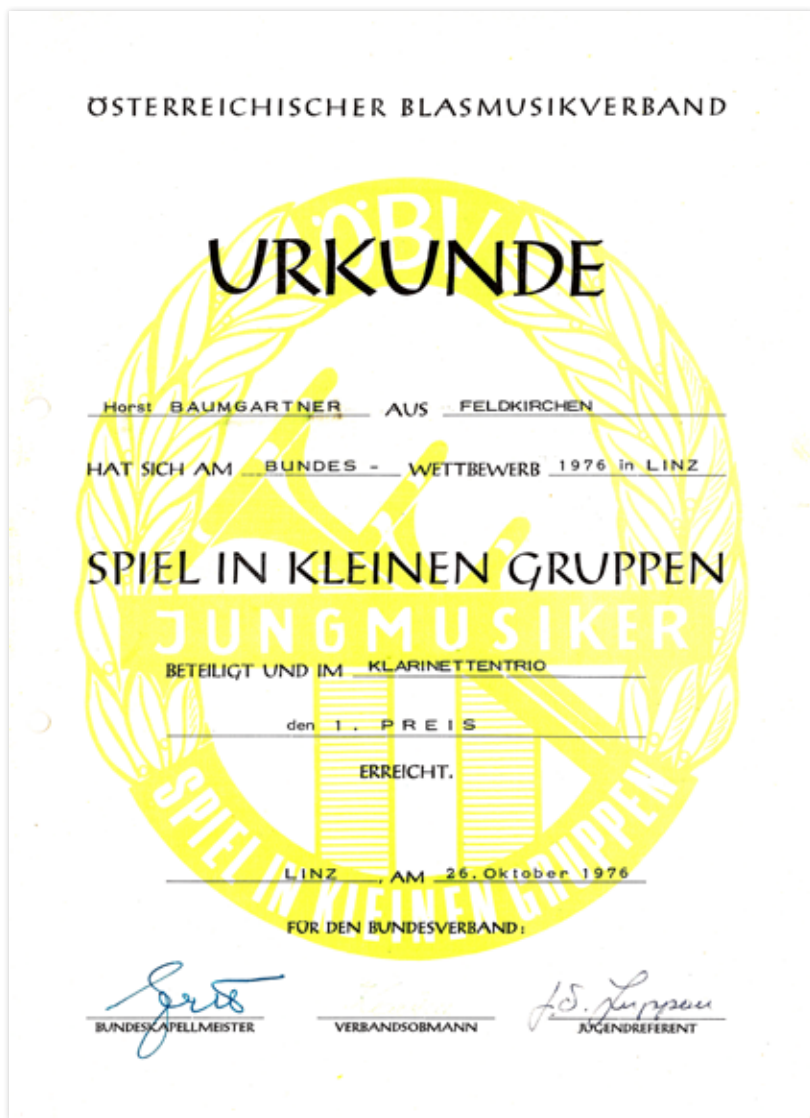 ÖSTERREICHISCHER BLASMUSIKVERBAND
ÖBV
URKUNDE
Horst BAUMGARTNER AUS FELDKIRCHEN
HAT SICH AM BUNDES - WETTBEWERB 1976 in LINZ
SPIEL IN KLEINEN GRUPPEN
JUNGMUSIKER
BETEILIGT UND IM KLARINETTENTRIO
den 1. PREIS
ERREICHT.
SPIEL IN KLEINEN GRUPPEN
LINZ, AM 26. Oktober 1976
FÜR DEN BUNDESVERBAND:
BUNDESKAPELLMEISTER VERBANDSOBMANN JUGENDREFERENT